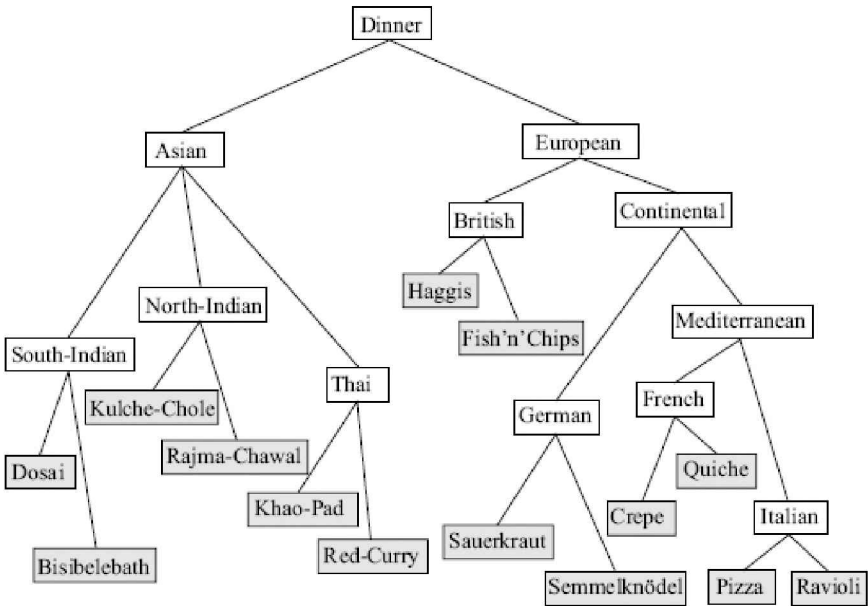 Dinner
Asian
European
British
Continental
Haggis
North-Indian
Mediterranean
Fish'n'Chips
South-Indian
Thai
Kulche-Chole
French
German
Rajma-Chawal
Dosai
Quiche
Khao-Pad
Crepe
Italian
Sauerkraut
Red-Curry
Bisibelebath
Semmelknödel
Pizza
Ravioli